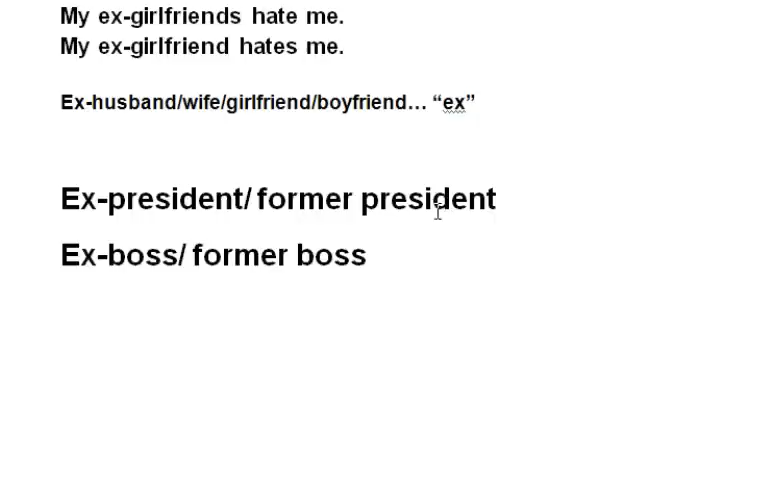 My ex-girlfriends hate me.
My ex-girlfriend hates me.
Ex-husband/wife/girlfriend/boyfriend… “ex”
Ex-president/ former president
Ex-boss/ former boss